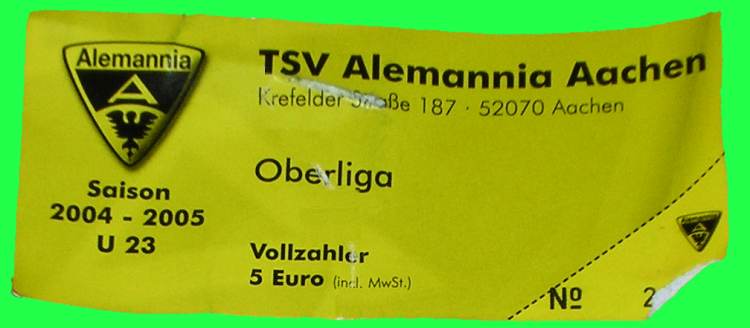 Alemannia
A
Saison
2004 - 2005
U 23
TSV Alemannia Aachen
Krefelder Straße 187 · 52070 Aachen
Oberliga
Vollzahler
5 Euro (incl. MwSt.)
Nº 2